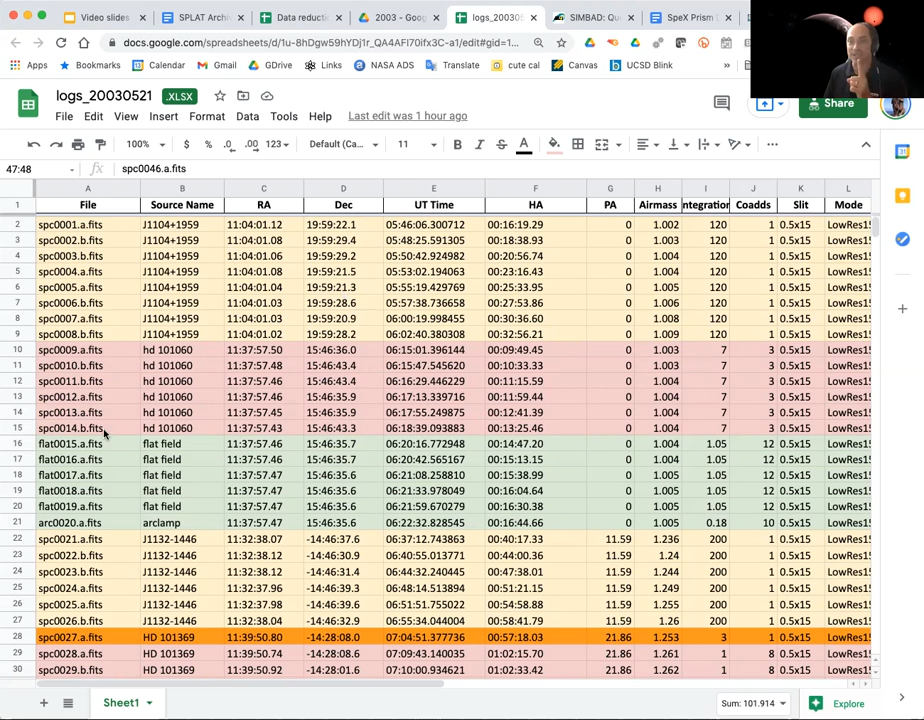 Video slides
SPLAT Archi
Data reducti
2003 - Goo
logs_200305
SIMBAD: Qu
SpeX Prism
docs.google.com/spreadsheets/d/1u-8hDgw59hYDj1r_QA4AFI70ifx3C-a1/edit#gid=1...
Apps Bookmarks Calendar Gmail GDrive Links NASA ADS Translate cute cal Canvas UCSD Blink »
logs_20030521 .XLSX
Share
File Edit View Insert Format Data Tools Help Last edit was 1 hour ago
100% $ % .0 .00 123 Default (Ca... 11 B I S A
47:48 fx spc0046.a.fits
A B C D E F G H I J K L
1 File Source Name RA Dec UT Time HA PA Airmass Integration Coadds Slit Mode
2 spc0001.a.fits J1104+1959 11:04:01.12 19:59:22.1 05:46:06.300712 00:16:19.29 0 1.002 120 1 0.5x15 LowRes15
3 spc0002.b.fits J1104+1959 11:04:01.08 19:59:29.4 05:48:25.591305 00:18:38.93 0 1.003 120 1 0.5x15 LowRes15
4 spc0003.b.fits J1104+1959 11:04:01.06 19:59:29.2 05:50:42.924982 00:20:56.74 0 1.004 120 1 0.5x15 LowRes15
5 spc0004.a.fits J1104+1959 11:04:01.08 19:59:21.5 05:53:02.194063 00:23:16.43 0 1.004 120 1 0.5x15 LowRes15
6 spc0005.a.fits J1104+1959 11:04:01.04 19:59:21.3 05:55:19.429769 00:25:33.95 0 1.005 120 1 0.5x15 LowRes15
7 spc0006.b.fits J1104+1959 11:04:01.03 19:59:28.6 05:57:38.736658 00:27:53.86 0 1.006 120 1 0.5x15 LowRes15
8 spc0007.a.fits J1104+1959 11:04:01.03 19:59:20.9 06:00:19.998455 00:30:36.60 0 1.008 120 1 0.5x15 LowRes15
9 spc0008.b.fits J1104+1959 11:04:01.02 19:59:28.2 06:02:40.380308 00:32:56.21 0 1.009 120 1 0.5x15 LowRes15
10 spc0009.a.fits hd 101060 11:37:57.50 15:46:36.0 06:15:01.396144 00:09:49.45 0 1.003 7 3 0.5x15 LowRes15
11 spc0010.b.fits hd 101060 11:37:57.48 15:46:43.4 06:15:47.545620 00:10:33.33 0 1.003 7 3 0.5x15 LowRes15
12 spc0011.b.fits hd 101060 11:37:57.46 15:46:43.4 06:16:29.446229 00:11:15.59 0 1.004 7 3 0.5x15 LowRes15
13 spc0012.a.fits hd 101060 11:37:57.46 15:46:35.9 06:17:13.339716 00:11:59.44 0 1.004 7 3 0.5x15 LowRes15
14 spc0013.a.fits hd 101060 11:37:57.44 15:46:35.9 06:17:55.249875 00:12:41.39 0 1.004 7 3 0.5x15 LowRes15
15 spc0014.b.fits hd 101060 11:37:57.43 15:46:43.3 06:18:39.093883 00:13:25.46 0 1.004 7 3 0.5x15 LowRes15
16 flat0015.a.fits flat field 11:37:57.46 15:46:35.7 06:20:16.772948 00:14:47.20 0 1.005 1.05 12 0.5x15 LowRes15
17 flat0016.a.fits flat field 11:37:57.46 15:46:35.7 06:20:42.565167 00:15:13.15 0 1.005 1.05 12 0.5x15 LowRes15
18 flat0017.a.fits flat field 11:37:57.47 15:46:35.7 06:21:08.258810 00:15:38.99 0 1.005 1.05 12 0.5x15 LowRes15
19 flat0018.a.fits flat field 11:37:57.47 15:46:35.6 06:21:33.978049 00:16:04.64 0 1.005 1.05 12 0.5x15 LowRes15
20 flat0019.a.fits flat field 11:37:57.47 15:46:35.6 06:21:59.670279 00:16:30.38 0 1.005 1.05 12 0.5x15 LowRes15
21 arc0020.a.fits arclamp 11:37:57.47 15:46:35.6 06:22:32.828545 00:16:44.66 0 1.005 0.18 10 0.5x15 LowRes15
22 spc0021.a.fits J1132-1446 11:32:38.07 -14:46:37.6 06:37:12.743863 00:40:17.33 11.59 1.236 200 1 0.5x15 LowRes15
23 spc0022.b.fits J1132-1446 11:32:38.12 -14:46:30.9 06:40:55.013771 00:44:00.36 11.59 1.24 200 1 0.5x15 LowRes15
24 spc0023.b.fits J1132-1446 11:32:38.12 -14:46:31.4 06:44:32.240445 00:47:38.01 11.59 1.244 200 1 0.5x15 LowRes15
25 spc0024.a.fits J1132-1446 11:32:37.96 -14:46:39.3 06:48:14.513894 00:51:21.15 11.59 1.249 200 1 0.5x15 LowRes15
26 spc0025.a.fits J1132-1446 11:32:37.98 -14:46:39.6 06:51:51.755022 00:54:58.88 11.59 1.255 200 1 0.5x15 LowRes15
27 spc0026.b.fits J1132-1446 11:32:38.04 -14:46:33.0 06:55:34.044004 00:58:41.79 11.59 1.26 200 1 0.5x15 LowRes15
28 spc0027.a.fits HD 101369 11:39:50.80 -14:28:08.0 07:04:51.377736 00:57:18.03 21.86 1.253 3 1 0.5x15 LowRes15
29 spc0028.a.fits HD 101369 11:39:50.74 -14:28:08.6 07:09:43.140035 01:02:15.70 21.86 1.261 1 8 0.5x15 LowRes15
30 spc0029.b.fits HD 101369 11:39:50.92 -14:28:01.6 07:10:00.934621 01:02:33.42 21.86 1.262 1 8 0.5x15 LowRes15
Sheet1 Sum: 101.914 Explore